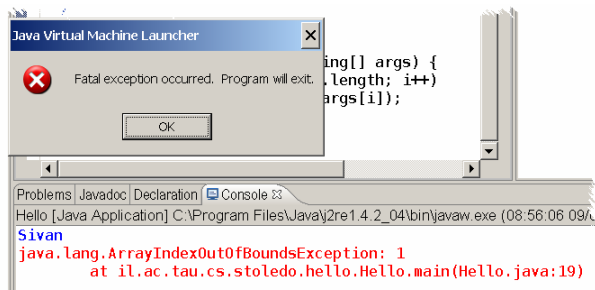 Java Virtual Machine Launcher
Fatal exception occurred. Program will exit.
OK
ing[] args) {
.length; i++)
args[i]);
Problems Javadoc Declaration Console
Hello [Java Application] C:\Program Files\Java\j2re1.4.2_04\bin\javaw.exe (08:56:06 09/
Sivan
java.lang.ArrayIndexOutOfBoundsException: 1
at il.ac.tau.cs.stoledo.hello.Hello.main(Hello.java:19)